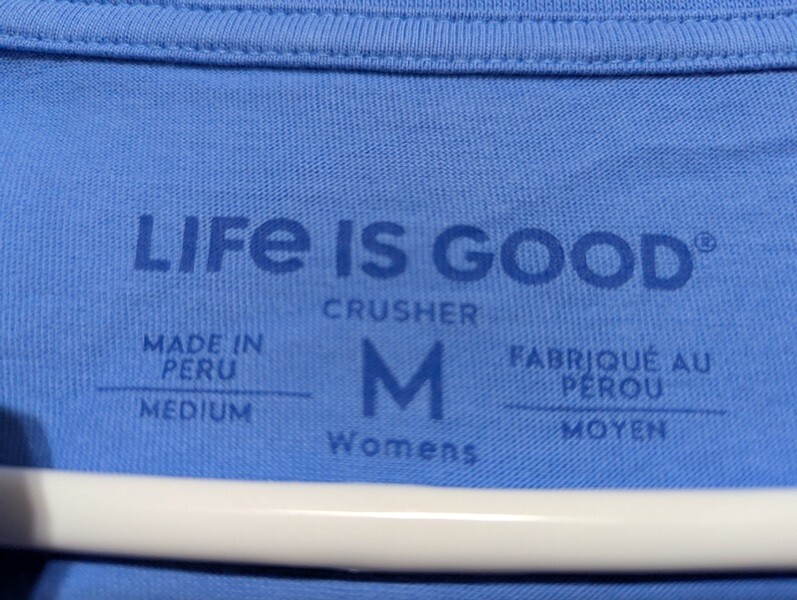 LIFe IS GOOD®
CRUSHER
MADE IN
PERU
MEDIUM
M
Womens
FABRIQUÉ AU
PÉROU
MOYEN